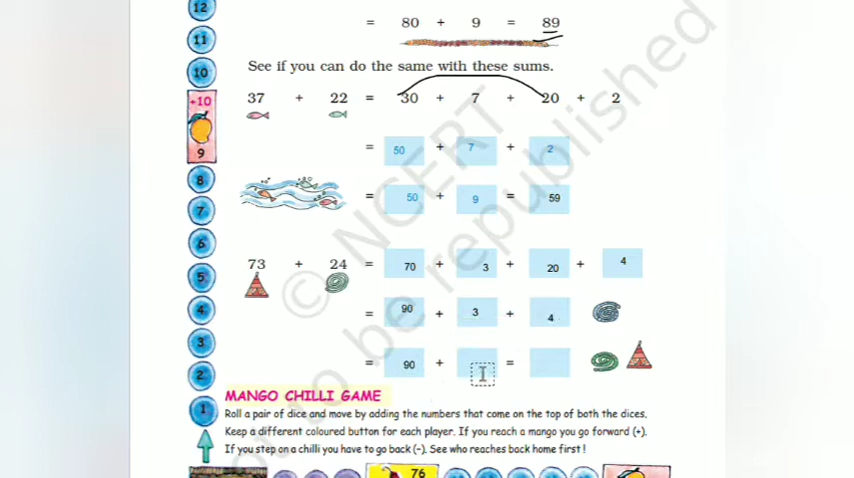 12
= 80 + 9 = 89
11
10
See if you can do the same with these sums.
+10
37 + 22 = 30 + 7 + 20 + 2
9
= 50 + 7 + 2
8
= 50 + 9 = 59
7
6
73 + 24 = 70 + 3 + 20 + 4
5
4
= 90 + 3 + 4
3
2
= 90 + =
MANGO CHILLI GAME
1
Roll a pair of dice and move by adding the numbers that come on the top of both the dices.
Keep a different coloured button for each player. If you reach a mango you go forward (+).
If you step on a chilli you have to go back (–). See who reaches back home first !
76
© NCERT
not to be republished